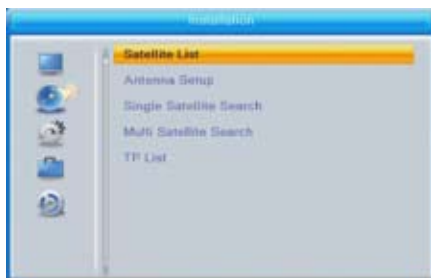 Installation
Satellite List
Antenna Setup
Single Satellite Search
Multi Satellite Search
TP List